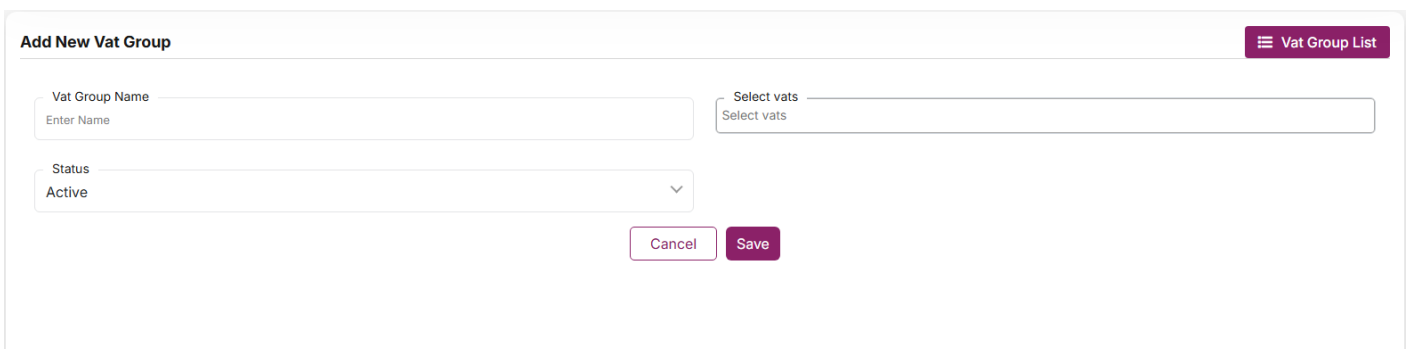 Add New Vat Group
Vat Group List
Vat Group Name
Enter Name
Select vats
Select vats
Status
Active
Cancel
Save